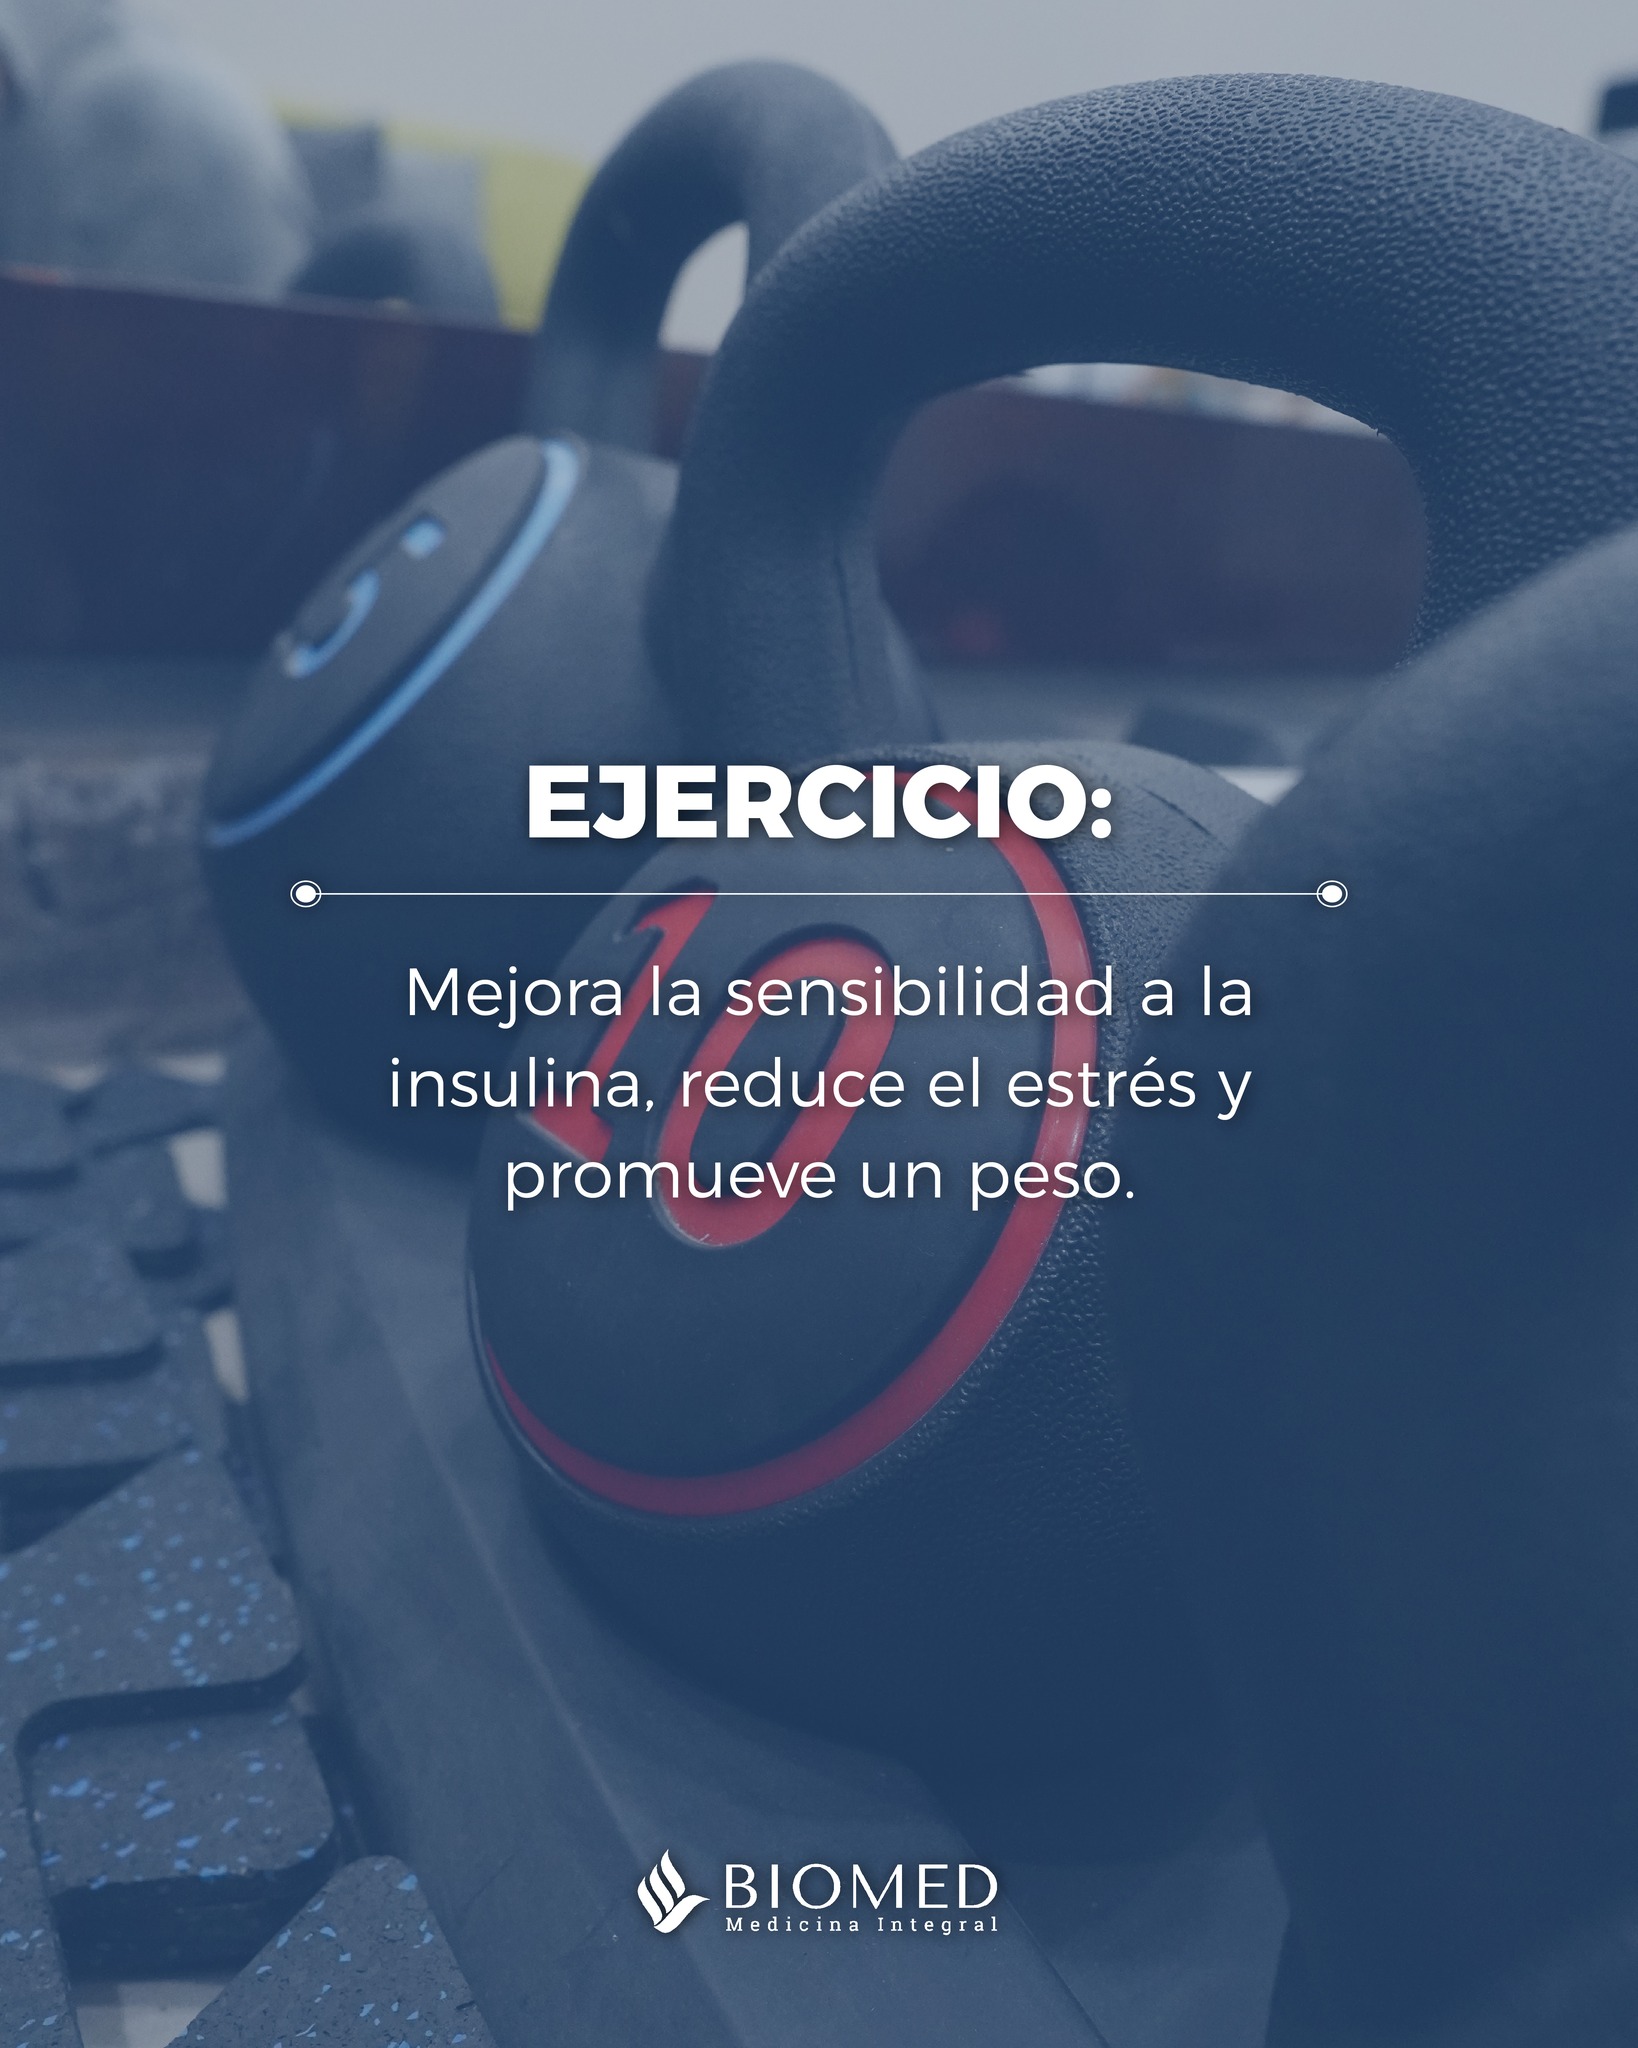 EJERCICIO:
Mejora la sensibilidad a la
insulina, reduce el estrés y
promueve un peso.
10
BIOMED
Medicina Integral